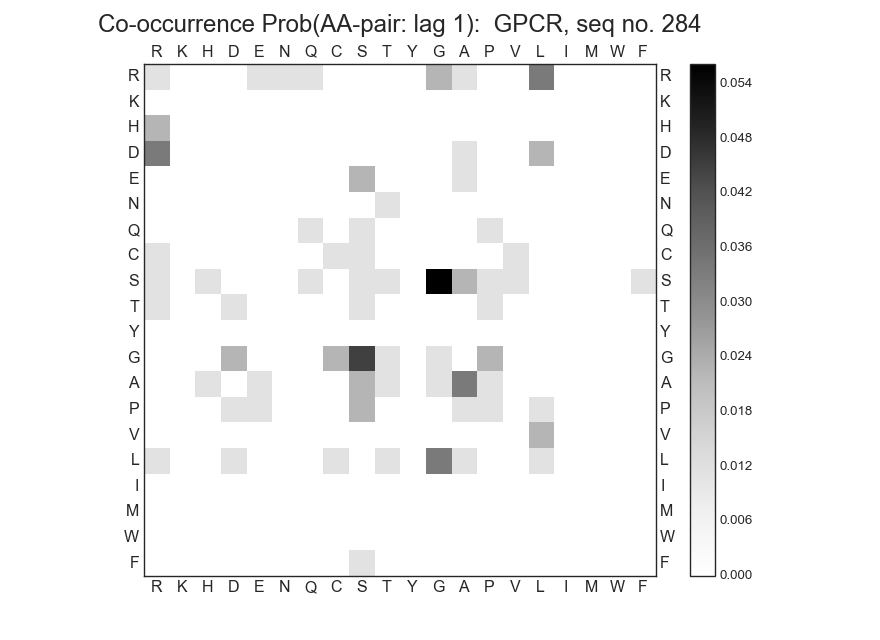 Co-occurrence Prob(AA-pair: lag 1):  GPCR, seq no. 284
R K H D E N Q C S T Y G A P V L I M W F
R R
K K
H H
D D
E E
N N
Q Q
C C
S S
T T
Y Y
G G
A A
P P
V V
L L
I I
M M
W W
F F
R K H D E N Q C S T Y G A P V L I M W F
0.054
0.048
0.042
0.036
0.030
0.024
0.018
0.012
0.006
0.000